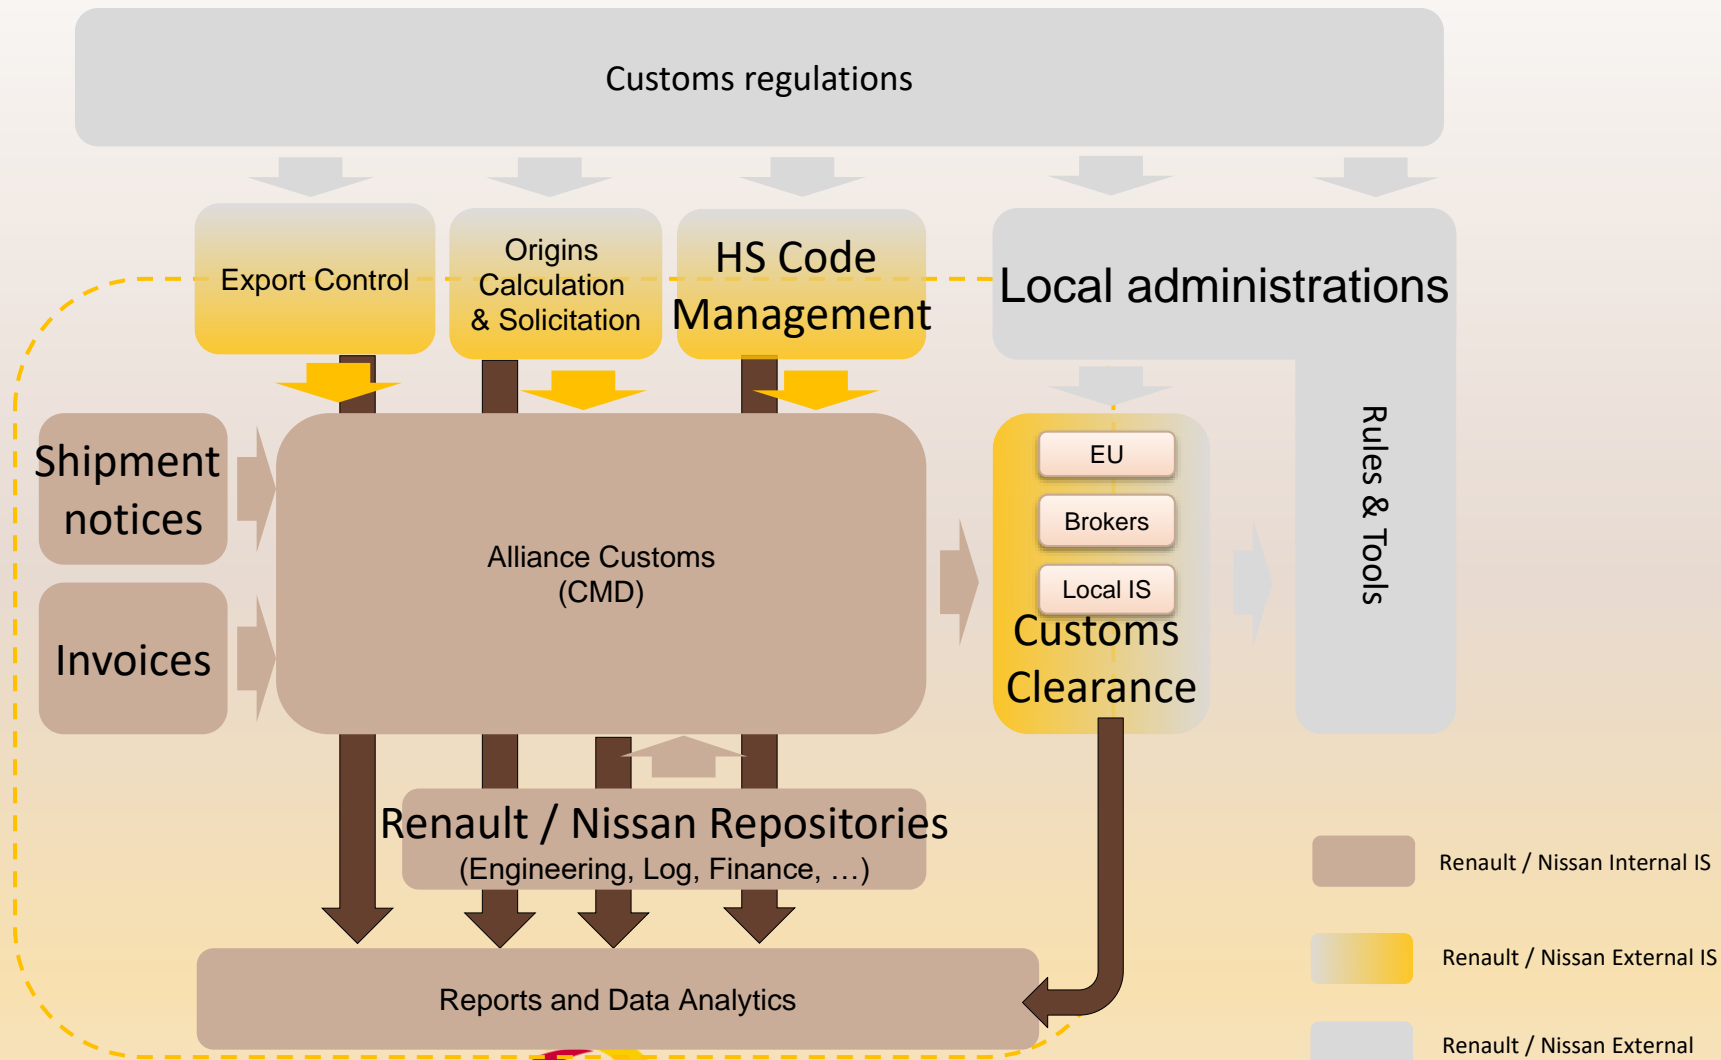 Customs regulations
Export Control
Origins
Calculation
& Solicitation
HS Code
Management
Local administrations
Rules & Tools
Shipment
notices
Invoices
Alliance Customs
(CMD)
EU
Brokers
Local IS
Customs
Clearance
Renault / Nissan Repositories
(Engineering, Log, Finance, …)
Reports and Data Analytics
Renault / Nissan Internal IS
Renault / Nissan External IS
Renault / Nissan External